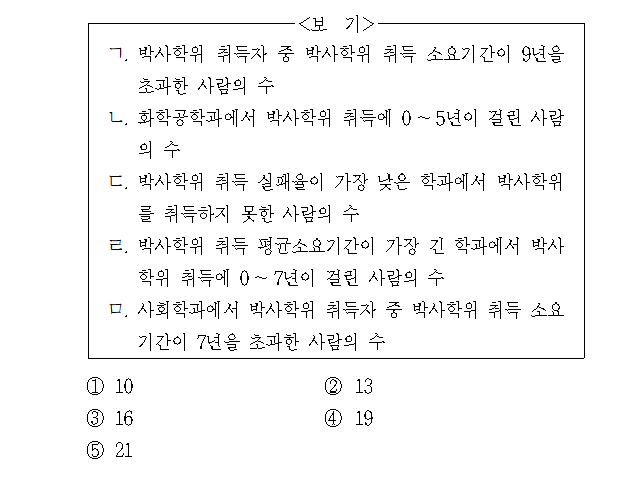 <보 기>
ㄱ. 박사학위 취득자 중 박사학위 취득 소요기간이 9년을
초과한 사람의 수
ㄴ. 화학공학과에서 박사학위 취득에 0～5년이 걸린 사람
의 수
ㄷ. 박사학위 취득 실패율이 가장 낮은 학과에서 박사학위
를 취득하지 못한 사람의 수
ㄹ. 박사학위 취득 평균소요기간이 가장 긴 학과에서 박사
학위 취득에 0～7년이 걸린 사람의 수
ㅁ. 사회학과에서 박사학위 취득자 중 박사학위 취득 소요
기간이 7년을 초과한 사람의 수
① 10 ② 13
③ 16 ④ 19
⑤ 21